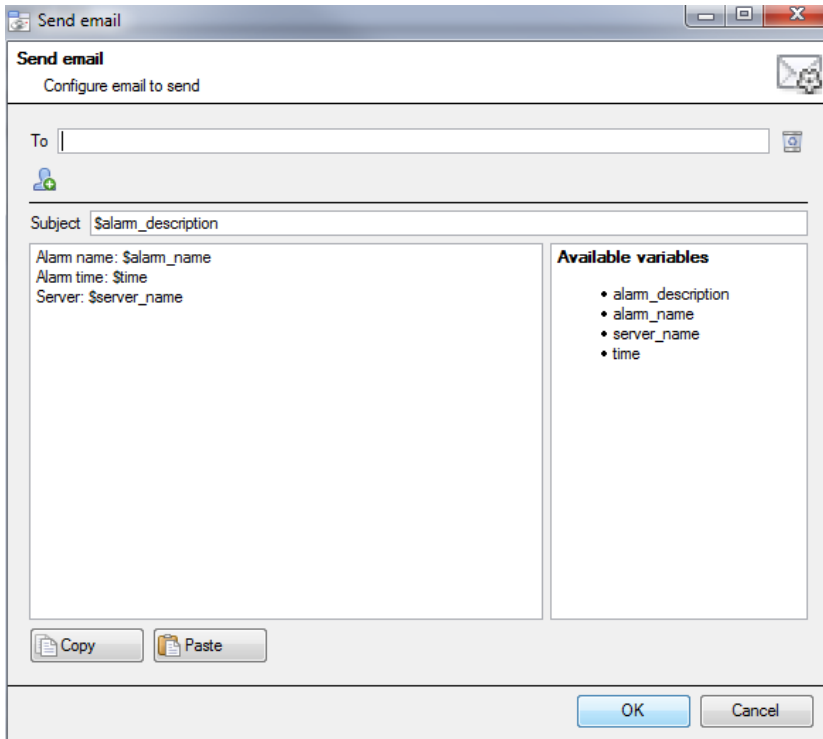 Send email
Send email
Configure email to send
To
Subject $alarm_description
Alarm name: $alarm_name
Alarm time: $time
Server: $server_name
Available variables
• alarm_description
• alarm_name
• server_name
• time
Copy Paste
OK Cancel